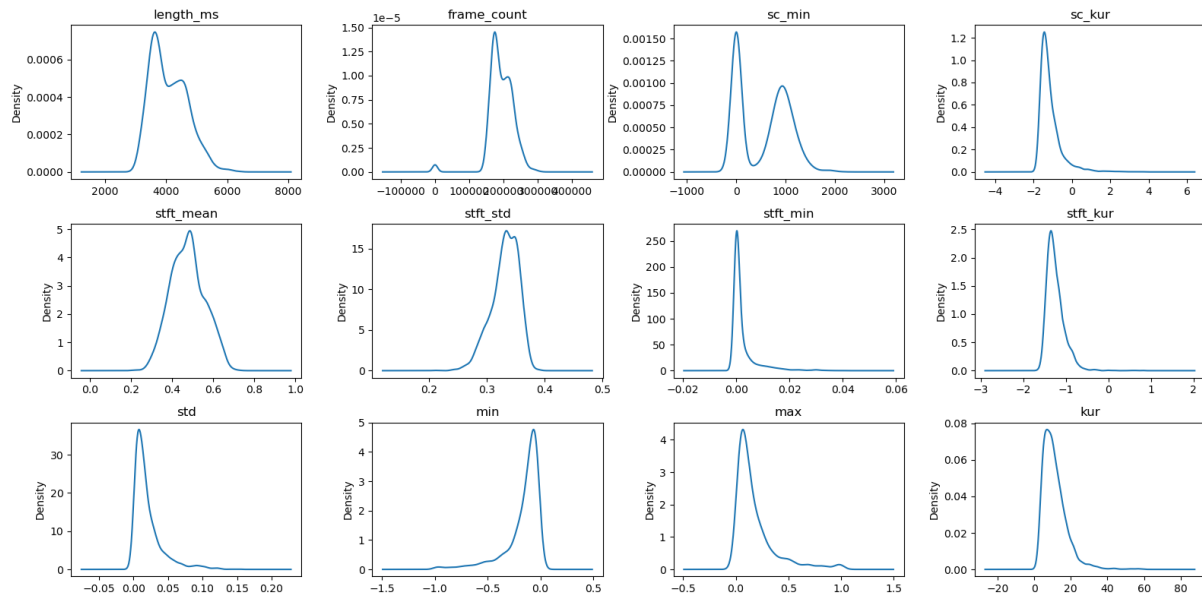 length_ms
frame_count
sc_min
sc_kur
1e−5
Density
0.0000
0.0002
0.0004
0.0006
2000 4000 6000 8000
Density
0.00
2.50
5.00
7.50
10.00
12.50
15.00
−100000 0 100000 200000 300000 400000
Density
0.00000
0.00025
0.00050
0.00075
0.00100
0.00125
0.00150
−1000 0 1000 2000 3000
Density
0.0
0.2
0.4
0.6
0.8
1.0
1.2
−4 −2 0 2 4 6
stft_mean
stft_std
stft_min
stft_kur
Density
0
1
2
3
4
5
0.0 0.2 0.4 0.6 0.8 1.0
Density
0
5
10
15
0.2 0.3 0.4 0.5
Density
0
50
100
150
200
250
−0.02 0.00 0.02 0.04 0.06
Density
0.0
0.5
1.0
1.5
2.0
2.5
−3 −2 −1 0 1 2
std
min
max
kur
Density
0
10
20
30
−0.05 0.00 0.05 0.10 0.15 0.20
Density
0
1
2
3
4
5
−1.5 −1.0 −0.5 0.0 0.5
Density
0
1
2
3
4
−0.5 0.0 0.5 1.0 1.5
Density
0.00
0.02
0.04
0.06
0.08
−20 0 20 40 60 80